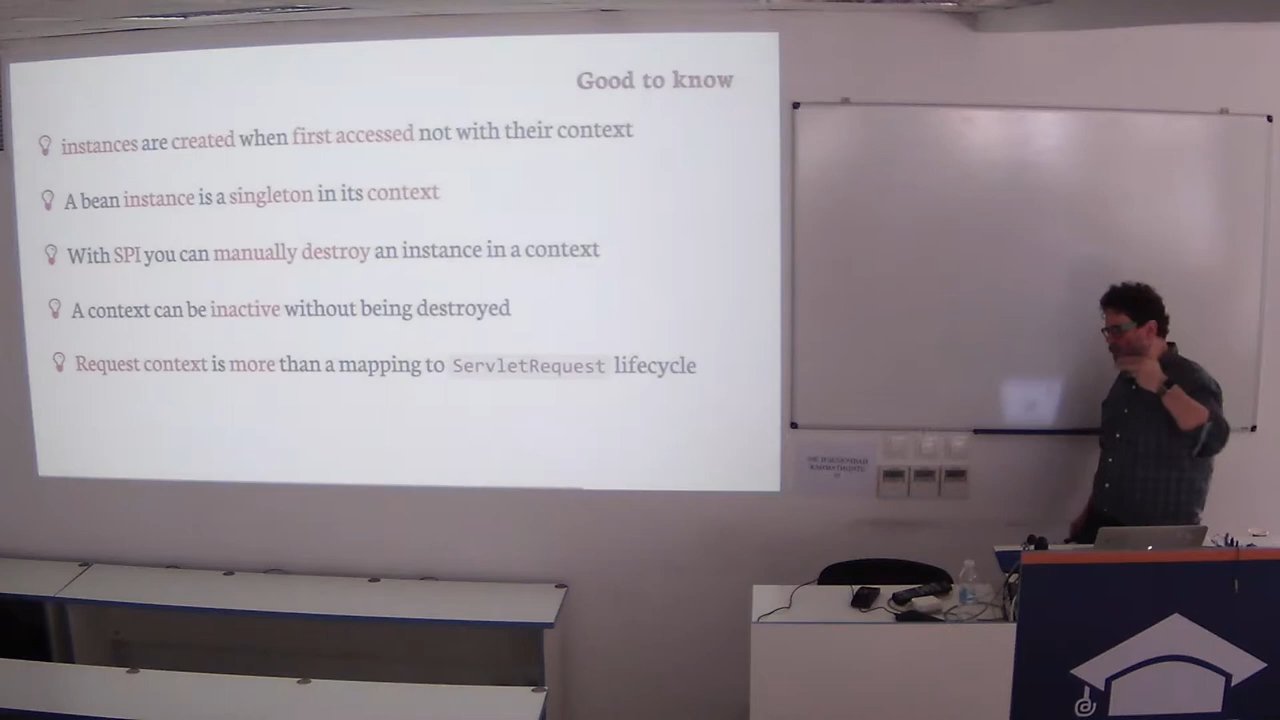 Good to know
instances are created when first accessed not with their context
A bean instance is a singleton in its context
With SPI you can manually destroy an instance in a context
A context can be inactive without being destroyed
Request context is more than a mapping to ServletRequest lifecycle